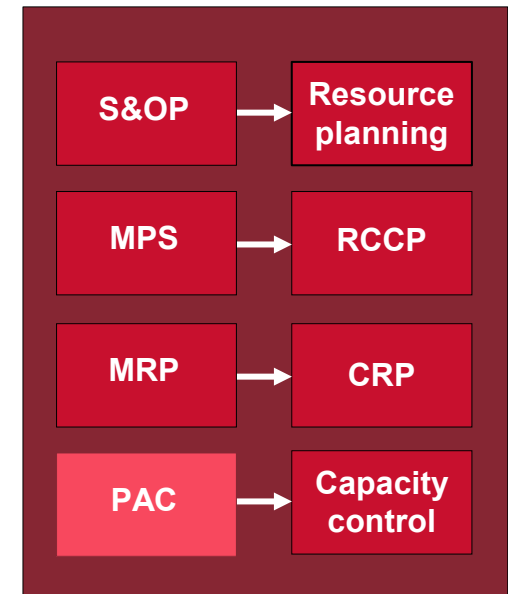 S&OP
Resource
planning
MPS
RCCP
MRP
CRP
PAC
Capacity
control